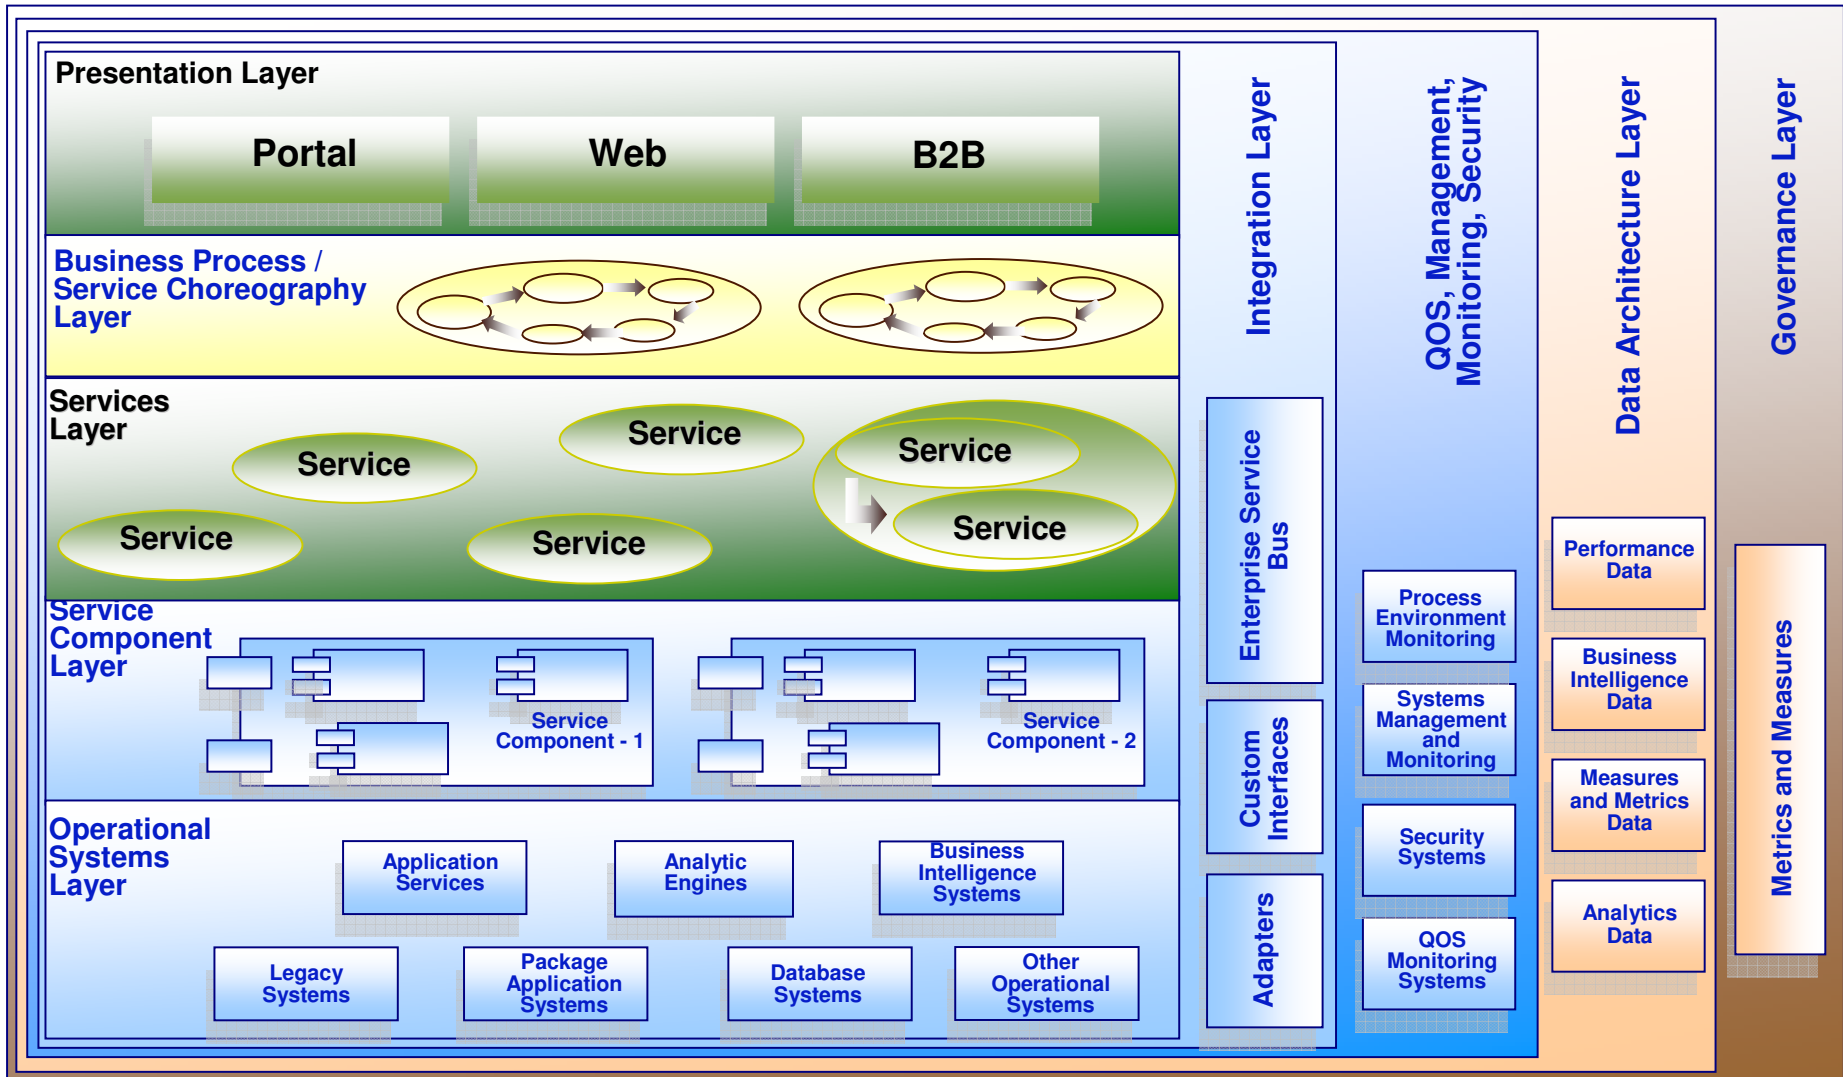 Presentation Layer
Portal
Web
B2B
Business Process /
Service Choreography
Layer
Services
Layer
Service
Service
Service
Service
Service
Service
Service
Component
Layer
Service
Component - 1
Service
Component - 2
Operational
Systems
Layer
Application
Services
Analytic
Engines
Business
Intelligence
Systems
Legacy
Systems
Package
Application
Systems
Database
Systems
Other
Operational
Systems
Integration Layer
Enterprise Service
Bus
Custom
Interfaces
Adapters
QOS, Management,
Monitoring, Security
Process
Environment
Monitoring
Systems
Management
and
Monitoring
Security
Systems
QOS
Monitoring
Systems
Data Architecture Layer
Performance
Data
Business
Intelligence
Data
Measures
and Metrics
Data
Analytics
Data
Governance Layer
Metrics and Measures